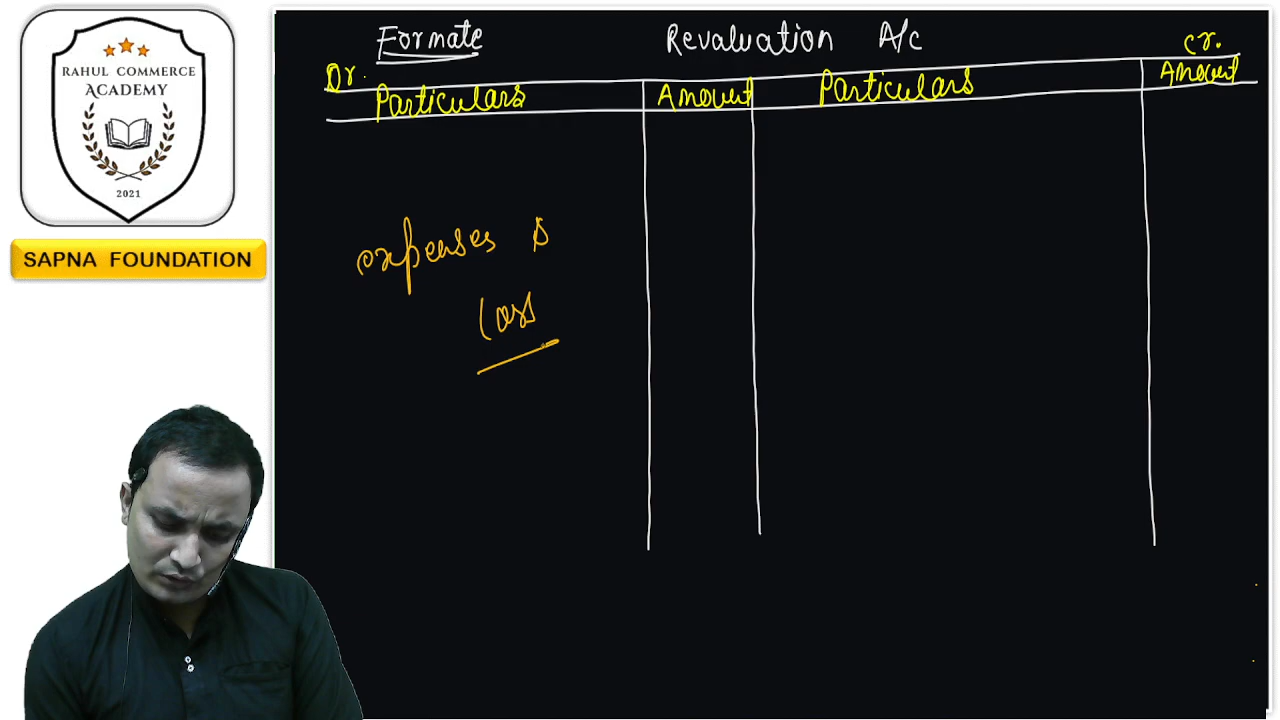 RAHUL COMMERCE
ACADEMY
2021
SAPNA FOUNDATION
Formate Revaluation A/c
Dr. Cr.
Particulars Amount Particulars Amount
expenses &
loss